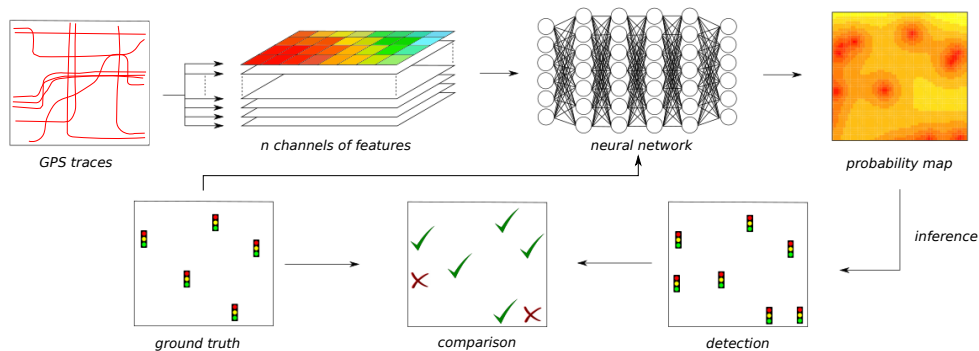 GPS traces
n channels of features
neural network
probability map
inference
ground truth
comparison
detection